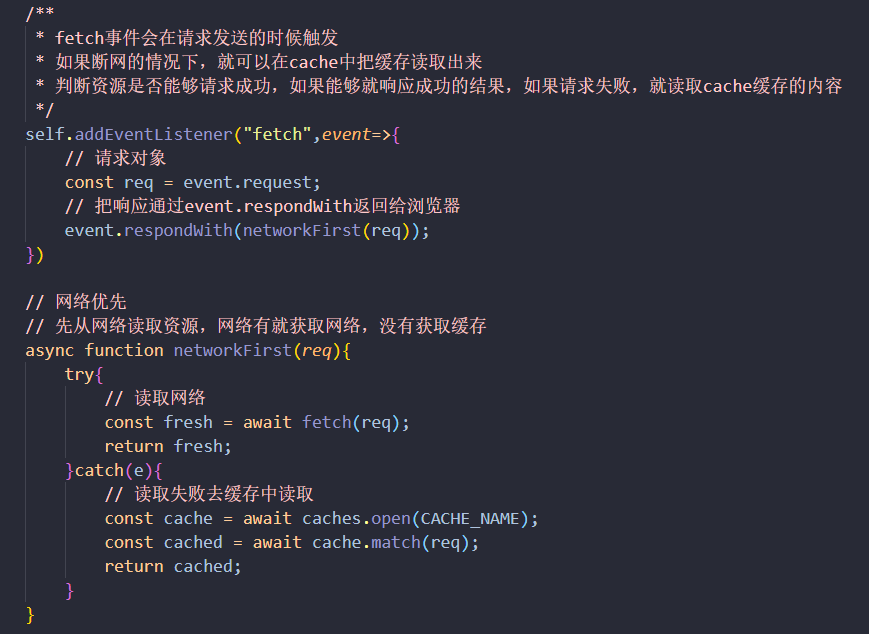 /**
 * fetch事件会在请求发送的时候触发
 * 如果断网的情况下，就可以在cache中把缓存读取出来
 * 判断资源是否能够请求成功，如果能够就响应成功的结果，如果请求失败，就读取cache缓存的内容
 */
self.addEventListener("fetch",event=>{
    // 请求对象
    const req = event.request;
    // 把响应通过event.respondWith返回给浏览器
    event.respondWith(networkFirst(req));
})

// 网络优先
// 先从网络读取资源，网络有就获取网络，没有获取缓存
async function networkFirst(req){
    try{
        // 读取网络
        const fresh = await fetch(req);
        return fresh;
    }catch(e){
        // 读取失败去缓存中读取
        const cache = await caches.open(CACHE_NAME);
        const cached = await cache.match(req);
        return cached;
    }
}